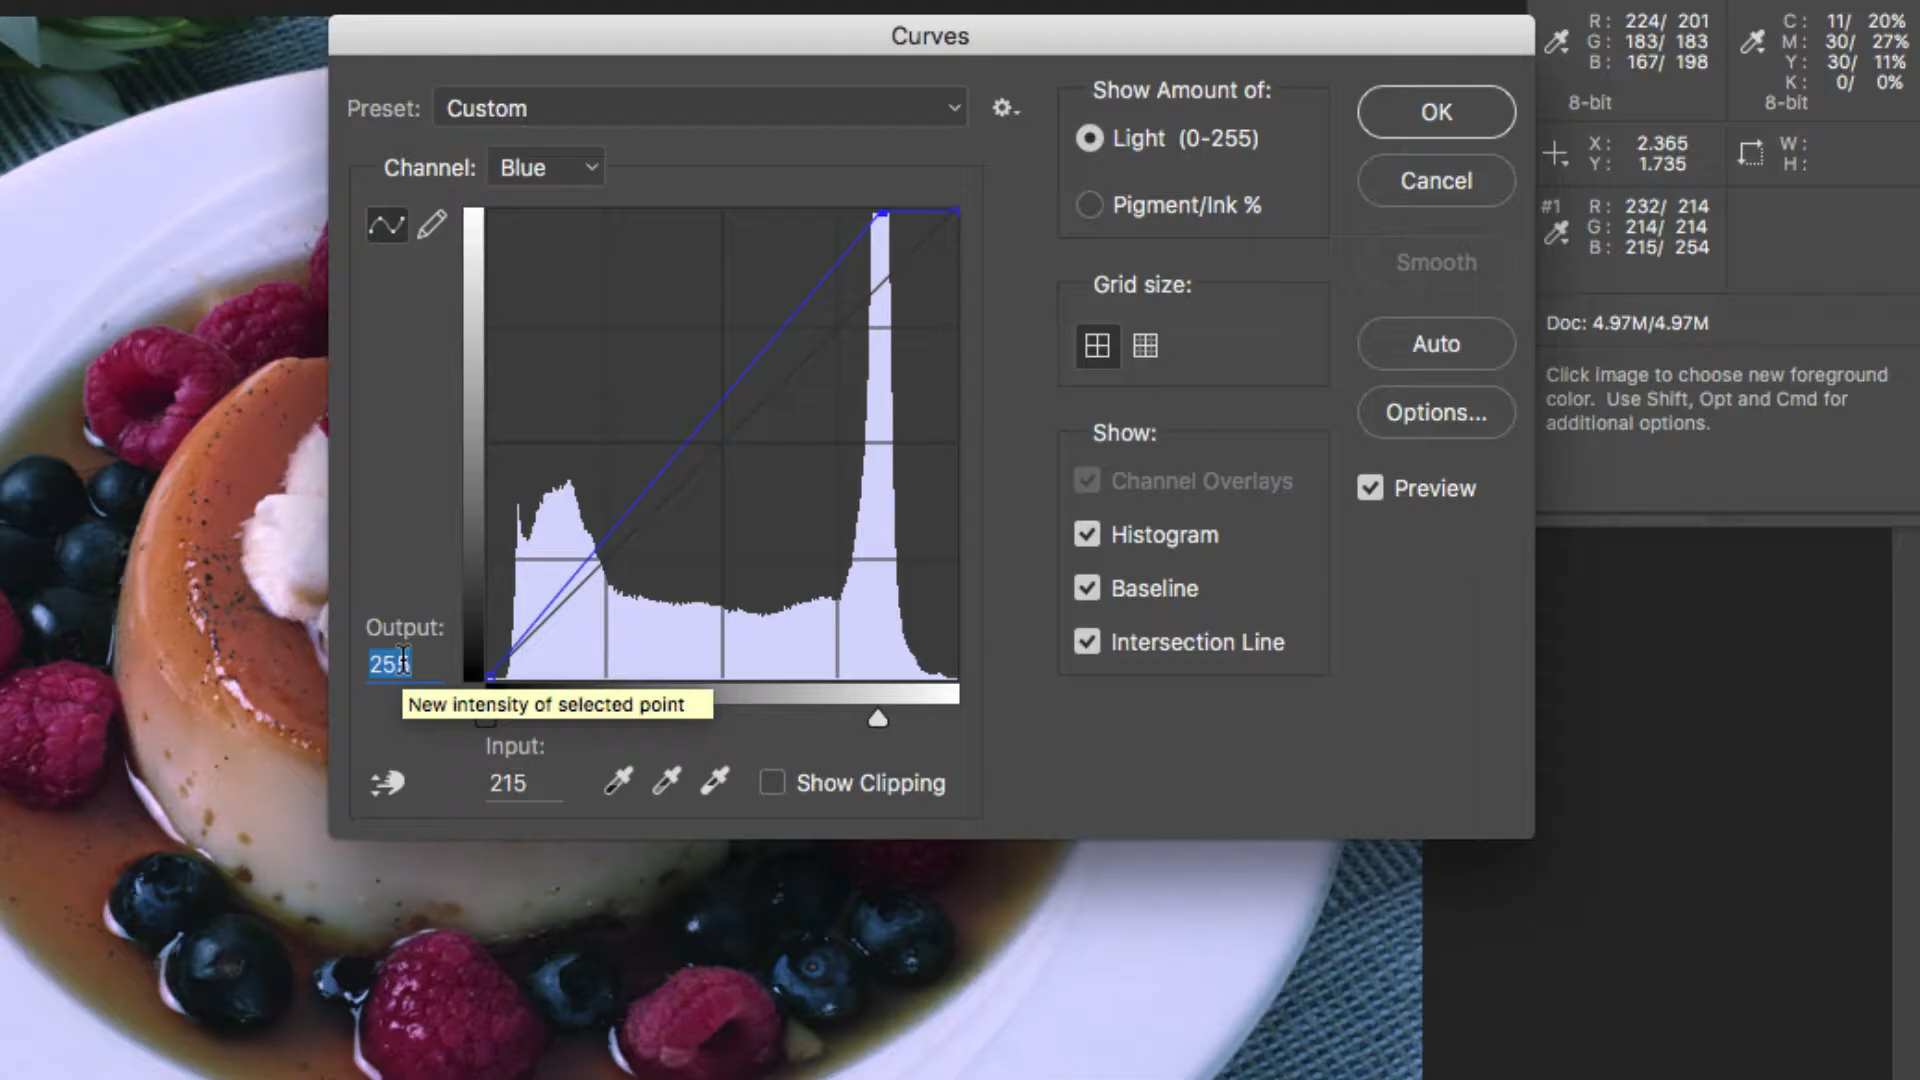 Curves
Preset: Custom
Channel: Blue
Output:
New intensity of selected point
Input:
215
Show Clipping
Show Amount of:
Light (0-255)
Pigment/Ink %
Grid size:
Show:
Channel Overlays
Histogram
Baseline
Intersection Line
OK
Cancel
Smooth
Auto
Options...
Preview
R: 224/ 201
G: 183/ 183
B: 167/ 198
8-bit
C: 11/ 20%
M: 30/ 27%
Y: 30/ 11%
K: 0/ 0%
8-bit
X: 2.365
Y: 1.735
W:
H:
#1 R: 232/ 214
G: 214/ 214
B: 215/ 254
Doc: 4.97M/4.97M
Click image to choose new foreground
color. Use Shift, Opt and Cmd for
additional options.